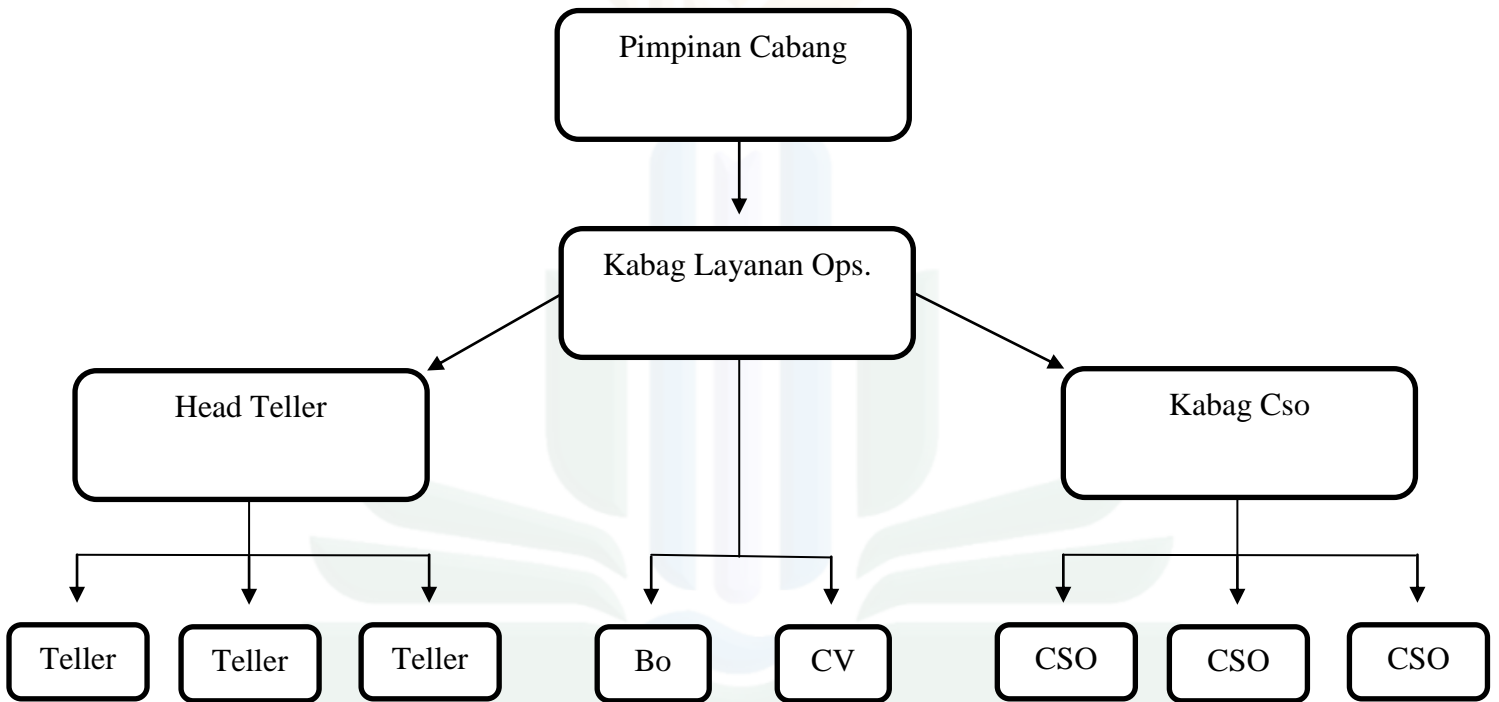 Pimpinan Cabang
Kabag Layanan Ops.
Head Teller
Kabag Cso
Teller
Teller
Teller
Bo
CV
CSO
CSO
CSO